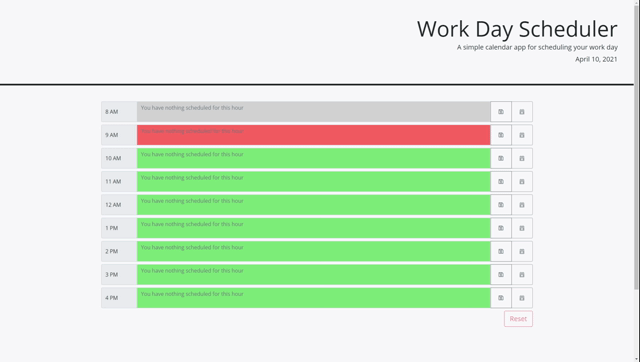 Work Day Scheduler
A simple calendar app for scheduling your work day
April 10, 2021
8 AM You have nothing scheduled for this hour
9 AM You have nothing scheduled for this hour
10 AM You have nothing scheduled for this hour
11 AM You have nothing scheduled for this hour
12 AM You have nothing scheduled for this hour
1 PM You have nothing scheduled for this hour
2 PM You have nothing scheduled for this hour
3 PM You have nothing scheduled for this hour
4 PM You have nothing scheduled for this hour
Reset